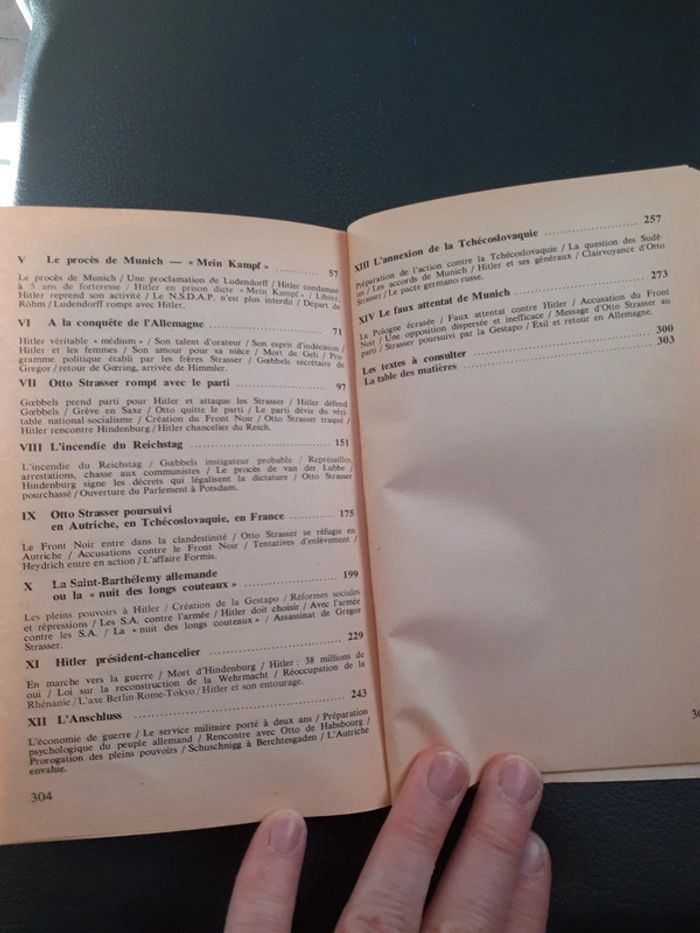 V Le procès de Munich — « Mein Kampf » ............ 57
Le procès de Munich / Une proclamation de Ludendorff / Hitler condamné
à 5 ans de forteresse / Hitler en prison dicte « Mein Kampf » / Libéré,
Hitler reprend son activité / Le N.S.D.A.P. n'est plus interdit / Départ de
Röhm / Ludendorff rompt avec Hitler.
VI A la conquête de l'Allemagne ............ 71
Hitler véritable « médium » / Son talent d'orateur / Son esprit d'indécision /
Hitler et les femmes / Son amour pour sa nièce / Mort de Geli / Pro-
gramme politique établi par les frères Strasser / Gœbbels secrétaire de
Gregor / retour de Gœring, arrivée de Himmler.
VII Otto Strasser rompt avec le parti ............ 97
Gœbbels prend parti pour Hitler et attaque les Strasser / Hitler défend
Gœbbels / Grève en Saxe / Otto quitte le parti / Le parti dévie du véri
table national-socialisme / Création du Front Noir / Otto Strasser traqué /
Hitler rencontre Hindenburg / Hitler chancelier du Reich.
VIII L'incendie du Reichstag ............ 151
L'incendie du Reichstag / Gœbbels instigateur probable / Représailles,
arrestations, chasse aux communistes / Le procès de van der Lubbe /
Hindenburg signe les décrets qui légalisent la dictature / Otto Strasser
pourchassé / Ouverture du Parlement à Potsdam.
IX Otto Strasser poursuivi
en Autriche, en Tchécoslovaquie, en France ............ 175
Le Front Noir entre dans la clandestinité / Otto Strasser se réfugie en
Autriche / Accusations contre le Front Noir / Tentatives d'enlèvement /
Heydrich entre en action / L'affaire Formis.
X La Saint-Barthélemy allemande
ou la « nuit des longs couteaux » ............ 199
Les pleins pouvoirs à Hitler / Création de la Gestapo / Réformes sociales
et répressions / Les S.A. contre l'armée / Hitler doit choisir / Avec l'armée
contre les S.A. / La « nuit des longs couteaux » / Assassinat de Gregor
Strasser.
XI Hitler président-chancelier ............ 229
En marche vers la guerre / Mort d'Hindenburg / Hitler : 38 millions de
oui / Loi sur la reconstruction de la Wehrmacht / Réoccupation de la
Rhénanie / L'axe Berlin-Rome-Tokyo / Hitler et son entourage.
XII L'Anschluss ............ 243
L'économie de guerre / Le service militaire porté à deux ans / Préparation
psychologique du peuple allemand / Rencontre avec Otto de Habsbourg /
Prorogation des pleins pouvoirs / Schuschnigg à Berchtesgaden / L'Autriche
envahie.
304
XIII L'annexion de la Tchécoslovaquie ............ 257
Préparation de l'action contre la Tchécoslovaquie / La question des Sudè-
tes / Les accords de Munich / Hitler et ses généraux / Clairvoyance d'Otto
Strasser / Le pacte germano-russe.
XIV Le faux attentat de Munich ............ 273
La Pologne écrasée / Faux attentat contre Hitler / Accusation du Front
Noir / Une opposition dispersée et inefficace / Message d'Otto Strasser au
parti / Strasser poursuivi par la Gestapo / Exil et retour en Allemagne.
Les textes à consulter ............ 300
La table des matières ............ 303